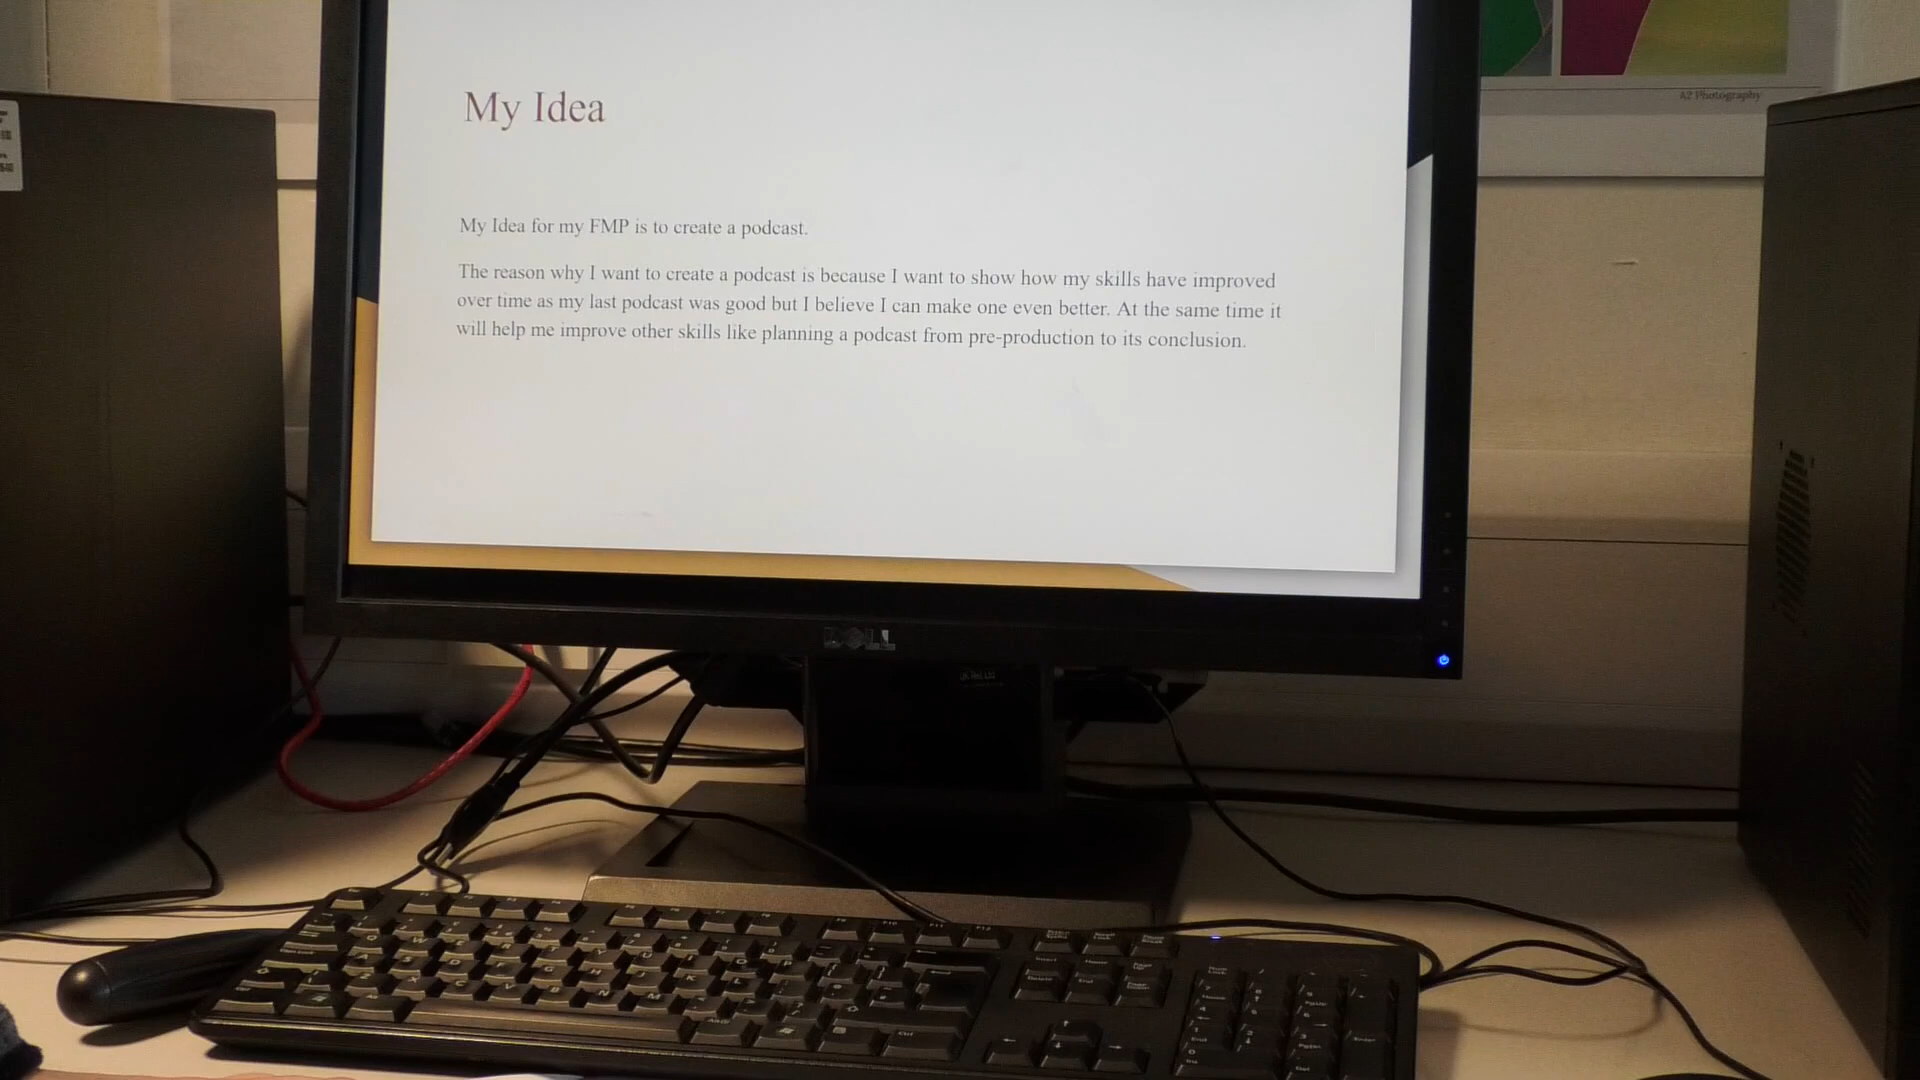 My Idea
My Idea for my FMP is to create a podcast.
The reason why I want to create a podcast is because I want to show how my skills have improved
over time as my last podcast was good but I believe I can make one even better. At the same time it
will help me improve other skills like planning a podcast from pre-production to its conclusion.
A2 Photography
DELL